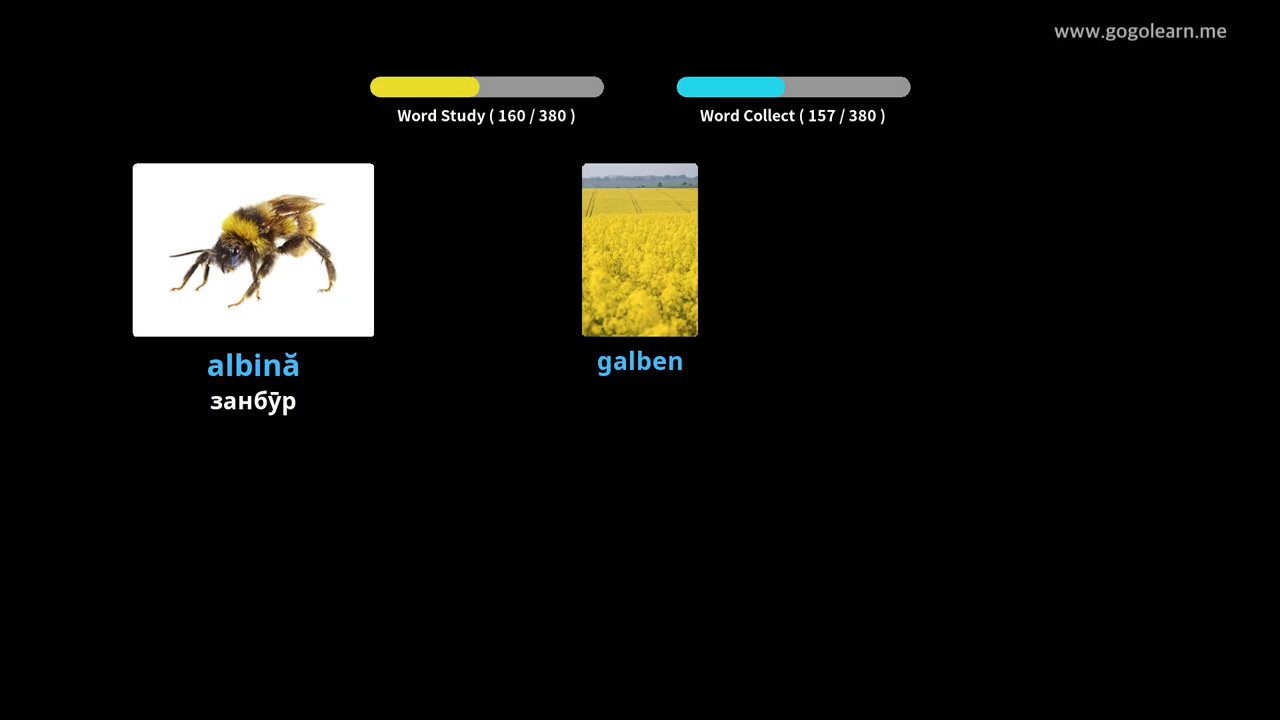 www.gogolearn.me
Word Study ( 160 / 380 )
Word Collect ( 157 / 380 )
albină
занбӯр
galben